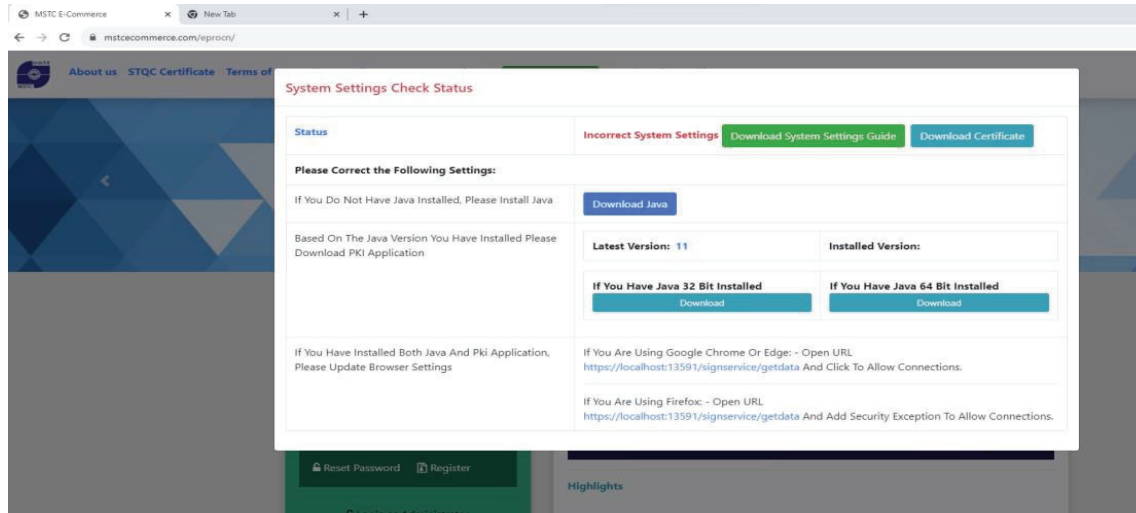 MSTC E-Commerce
New Tab
mstcecommerce.com/eprocn/
MSTC
About us STQC Certificate Terms of
System Settings Check Status
Status
Incorrect System Settings Download System Settings Guide Download Certificate
Please Correct the Following Settings:
If You Do Not Have Java Installed, Please Install Java
Download Java
Based On The Java Version You Have Installed Please
Download PKI Application
Latest Version: 11
Installed Version:
If You Have Java 32 Bit Installed
Download
If You Have Java 64 Bit Installed
Download
If You Have Installed Both Java And Pki Application,
Please Update Browser Settings
If You Are Using Google Chrome Or Edge: - Open URL
https://localhost:13591/signservice/getdata And Click To Allow Connections.
If You Are Using Firefox: - Open URL
https://localhost:13591/signservice/getdata And Add Security Exception To Allow Connections.
Reset Password Register
Highlights